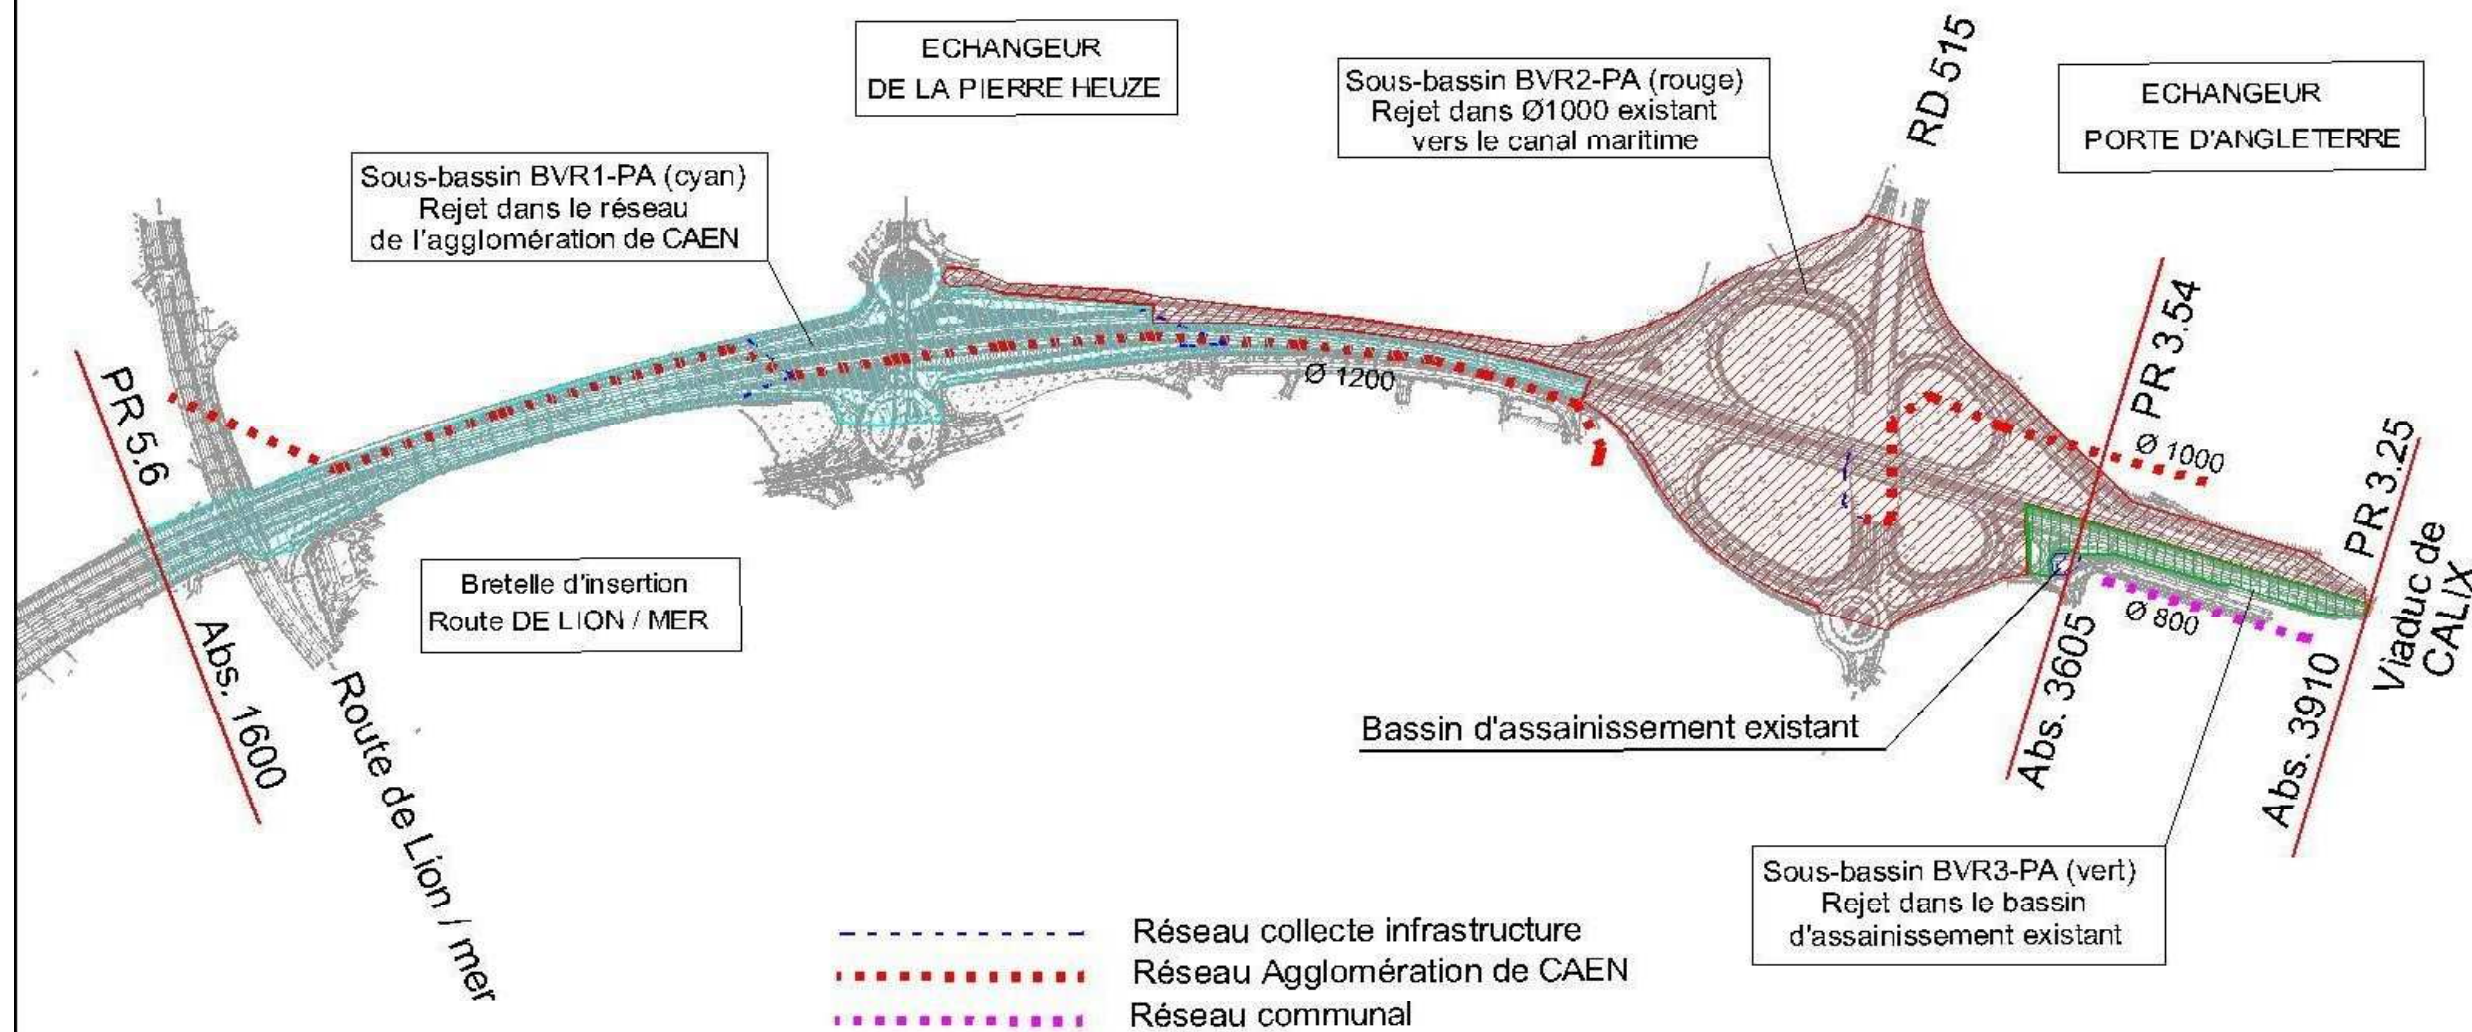 ECHANGEUR
DE LA PIERRE HEUZE
Sous-bassin BVR2-PA (rouge)
Rejet dans Ø1000 existant
vers le canal maritime
RD 515
ECHANGEUR
PORTE D'ANGLETERRE
Sous-bassin BVR1-PA (cyan)
Rejet dans le réseau
de l'agglomération de CAEN
PR 5.6
Abs. 1600
Route de Lion / mer
Bretelle d'insertion
Route DE LION / MER
Ø 1200
PR 3.54
Ø 1000
PR 3.25
Viaduc de
CALIX
Ø 800
Abs. 3605
Abs. 3910
Bassin d'assainissement existant
Sous-bassin BVR3-PA (vert)
Rejet dans le bassin
d'assainissement existant
Réseau collecte infrastructure
Réseau Agglomération de CAEN
Réseau communal